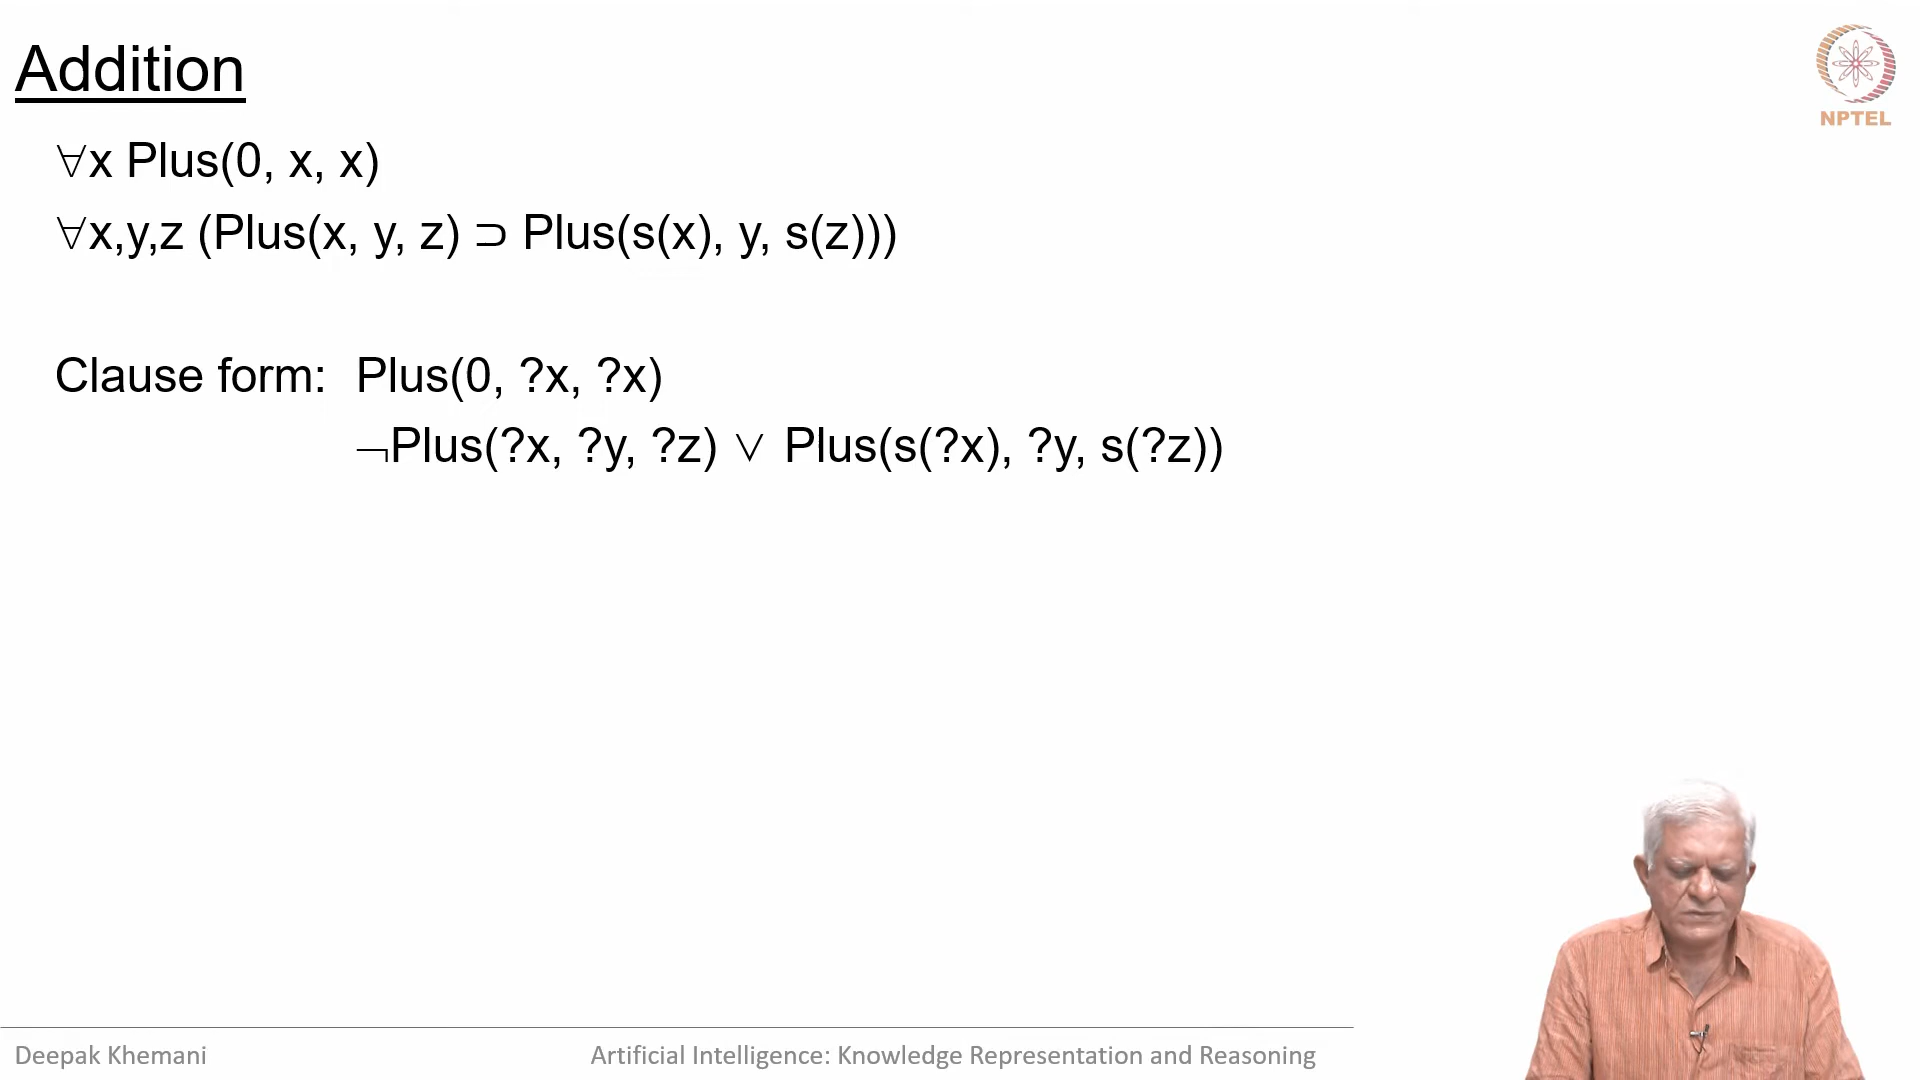 Addition
NPTEL
∀x Plus(0, x, x)
∀x,y,z (Plus(x, y, z) ⊃ Plus(s(x), y, s(z)))
Clause form: Plus(0, ?x, ?x)
¬Plus(?x, ?y, ?z) ∨ Plus(s(?x), ?y, s(?z))
Deepak Khemani
Artificial Intelligence: Knowledge Representation and Reasoning